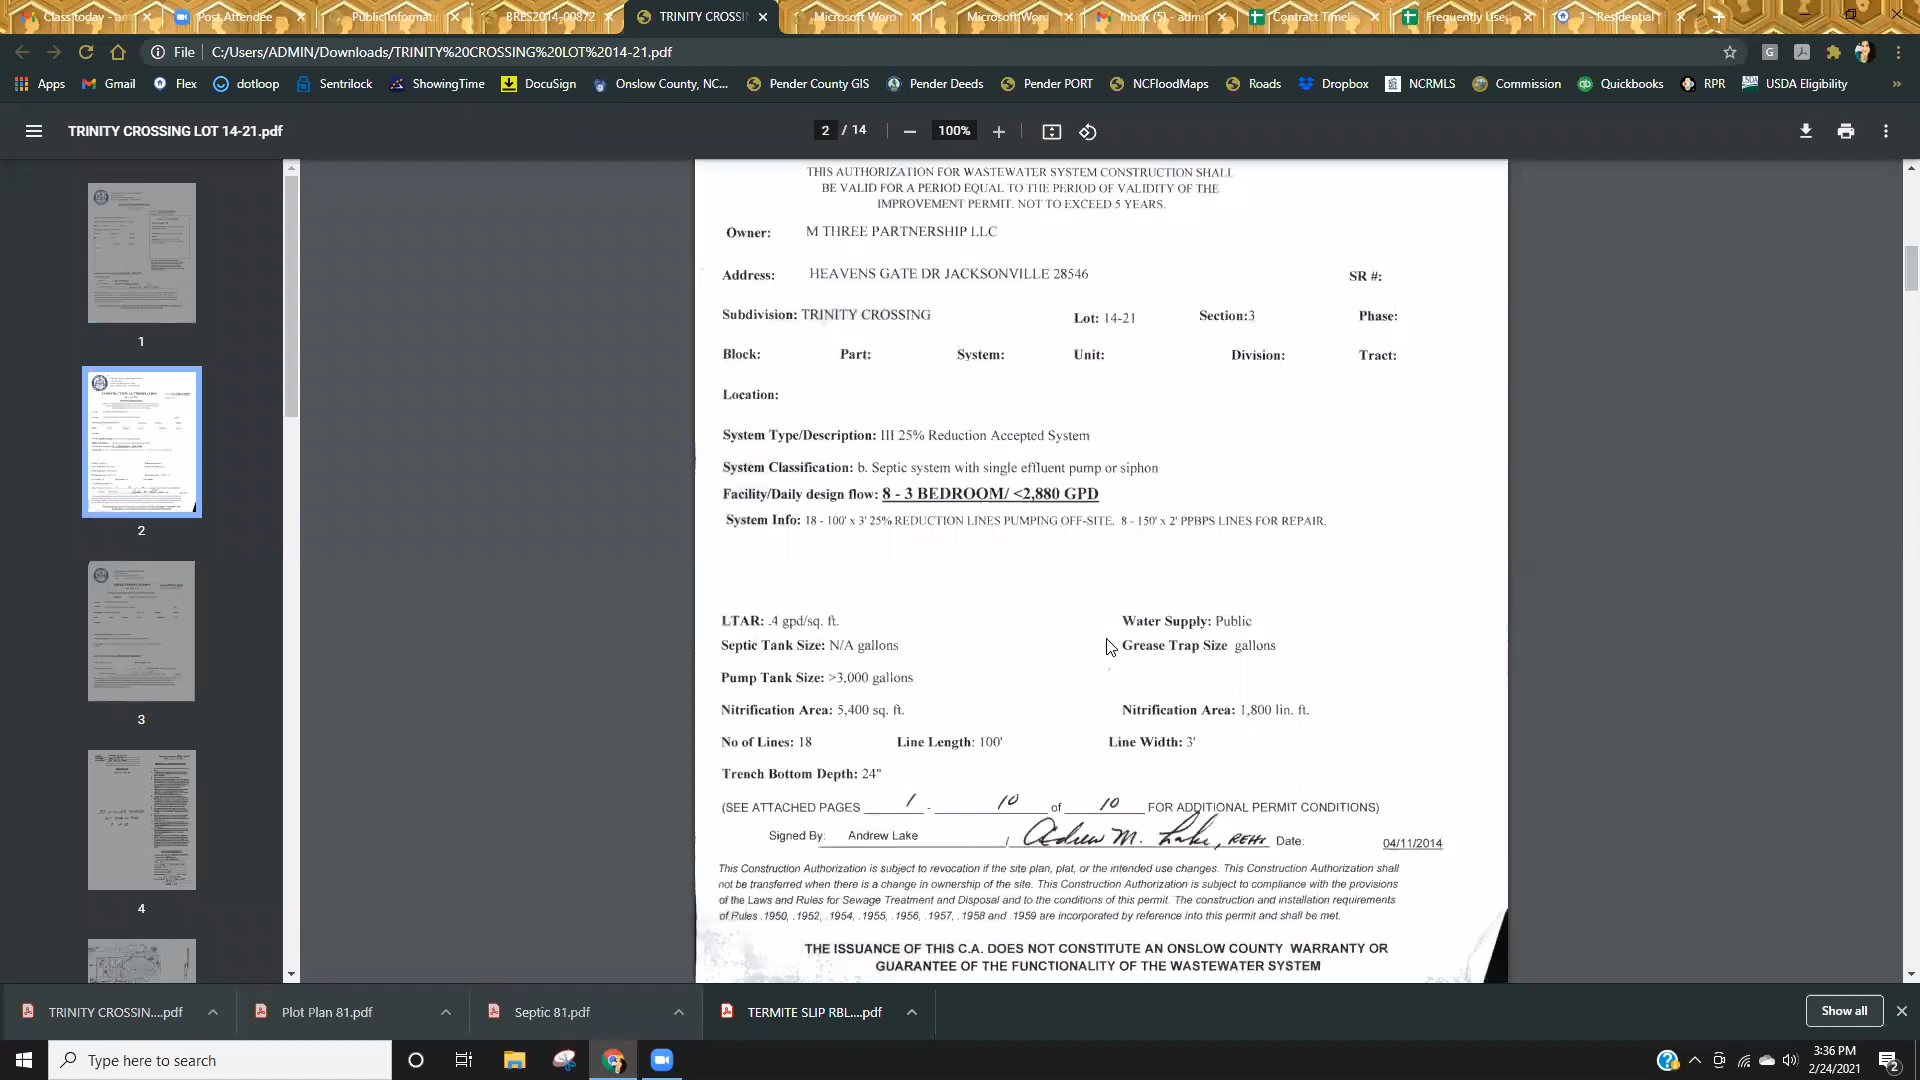 Class today - an
Post Attendee -
Public Informati
BRES2014-00872
TRINITY CROSSIN
Microsoft Word
Microsoft Word
Inbox (5) - admi
Contract Timeli
Frequently Use
1 - Residential
File C:/Users/ADMIN/Downloads/TRINITY%20CROSSING%20LOT%2014-21.pdf
Apps Gmail Flex dotloop Sentrilock ShowingTime DocuSign Onslow County, NC... Pender County GIS Pender Deeds Pender PORT NCFloodMaps Roads Dropbox NCRMLS Commission Quickbooks RPR USDA Eligibility »
TRINITY CROSSING LOT 14-21.pdf 2 / 14 100%
1
2
3
4
THIS AUTHORIZATION FOR WASTEWATER SYSTEM CONSTRUCTION SHALL
BE VALID FOR A PERIOD EQUAL TO THE PERIOD OF VALIDITY OF THE
IMPROVEMENT PERMIT. NOT TO EXCEED 5 YEARS.
Owner: M THREE PARTNERSHIP LLC
Address: HEAVENS GATE DR JACKSONVILLE 28546 SR #:
Subdivision: TRINITY CROSSING Lot: 14-21 Section:3 Phase:
Block: Part: System: Unit: Division: Tract:
Location:
System Type/Description: III 25% Reduction Accepted System
System Classification: b. Septic system with single effluent pump or siphon
Facility/Daily design flow: 8 - 3 BEDROOM/ <2,880 GPD
System Info: 18 - 100' x 3' 25% REDUCTION LINES PUMPING OFF-SITE. 8 - 150' x 2' PPBPS LINES FOR REPAIR.
LTAR: .4 gpd/sq. ft. Water Supply: Public
Septic Tank Size: N/A gallons Grease Trap Size gallons
Pump Tank Size: >3,000 gallons
Nitrification Area: 5,400 sq. ft. Nitrification Area: 1,800 lin. ft.
No of Lines: 18 Line Length: 100' Line Width: 3'
Trench Bottom Depth: 24"
(SEE ATTACHED PAGES 1 - 10 of 10 FOR ADDITIONAL PERMIT CONDITIONS)
Signed By: Andrew Lake / Andrew M. Lake, REHS Date: 04/11/2014
This Construction Authorization is subject to revocation if the site plan, plat, or the intended use changes. This Construction Authorization shall
not be transferred when there is a change in ownership of the site. This Construction Authorization is subject to compliance with the provisions
of the Laws and Rules for Sewage Treatment and Disposal and to the conditions of this permit. The construction and installation requirements
of Rules .1950, .1952, .1954, .1955, .1956, .1957, .1958 and .1959 are incorporated by reference into this permit and shall be met.
THE ISSUANCE OF THIS C.A. DOES NOT CONSTITUTE AN ONSLOW COUNTY WARRANTY OR
GUARANTEE OF THE FUNCTIONALITY OF THE WASTEWATER SYSTEM
TRINITY CROSSIN....pdf Plot Plan 81.pdf Septic 81.pdf TERMITE SLIP RBL....pdf Show all
Type here to search
3:36 PM
2/24/2021
2